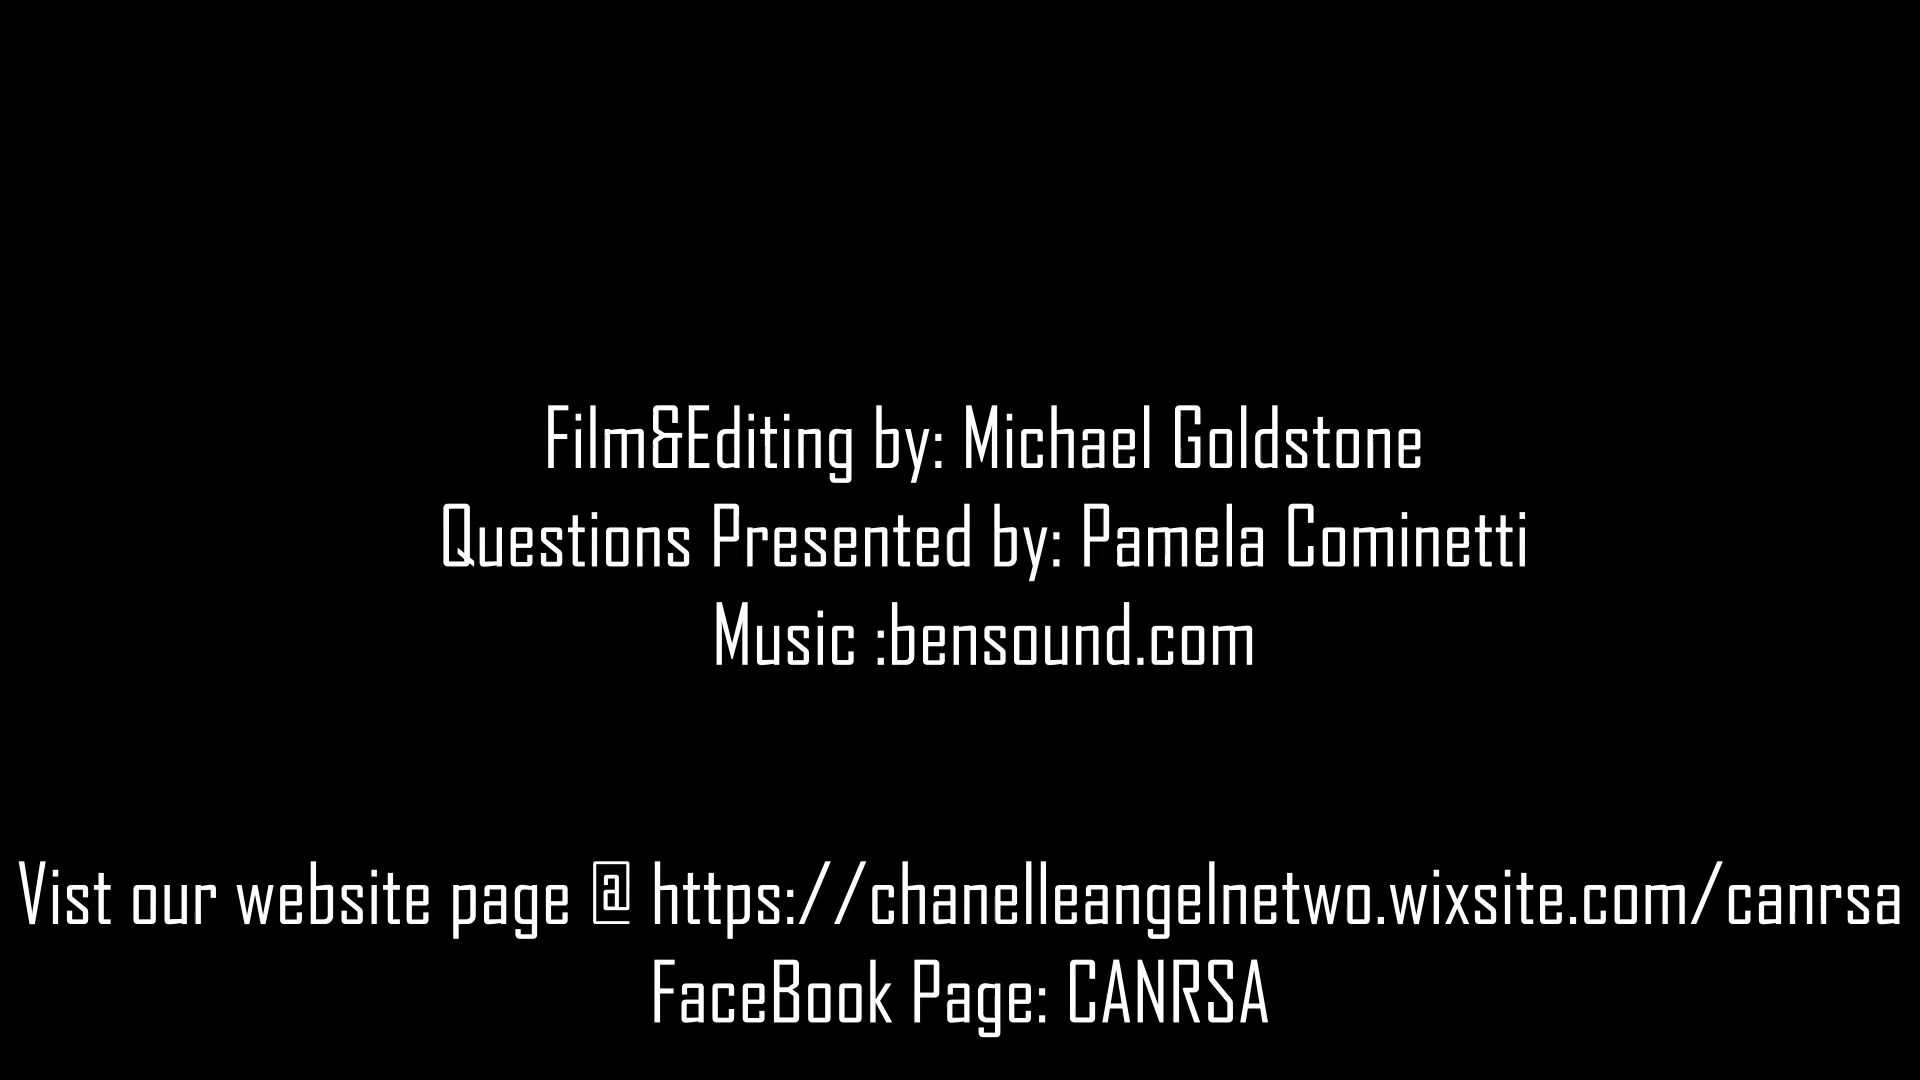 Film&Editing by: Michael Goldstone
Questions Presented by: Pamela Cominetti
Music :bensound.com
Vist our website page @ https://chanelleangelnetwo.wixsite.com/canrsa
FaceBook Page: CANRSA